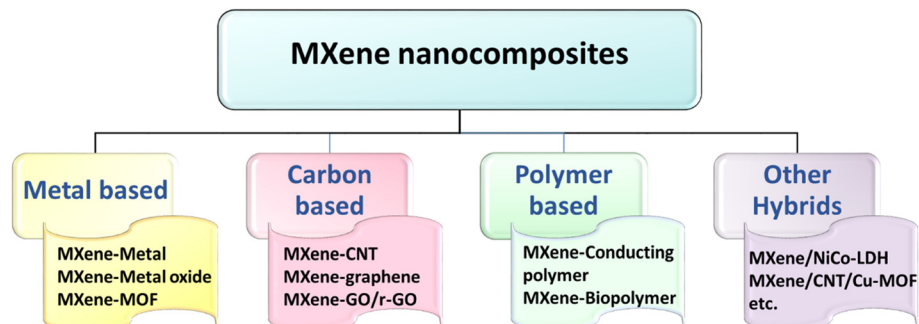 MXene nanocomposites
Metal based
MXene-Metal
MXene-Metal oxide
MXene-MOF
Carbon
based
MXene-CNT
MXene-graphene
MXene-GO/r-GO
Polymer
based
MXene-Conducting
polymer
MXene-Biopolymer
Other
Hybrids
MXene/NiCo-LDH
MXene/CNT/Cu-MOF
etc.